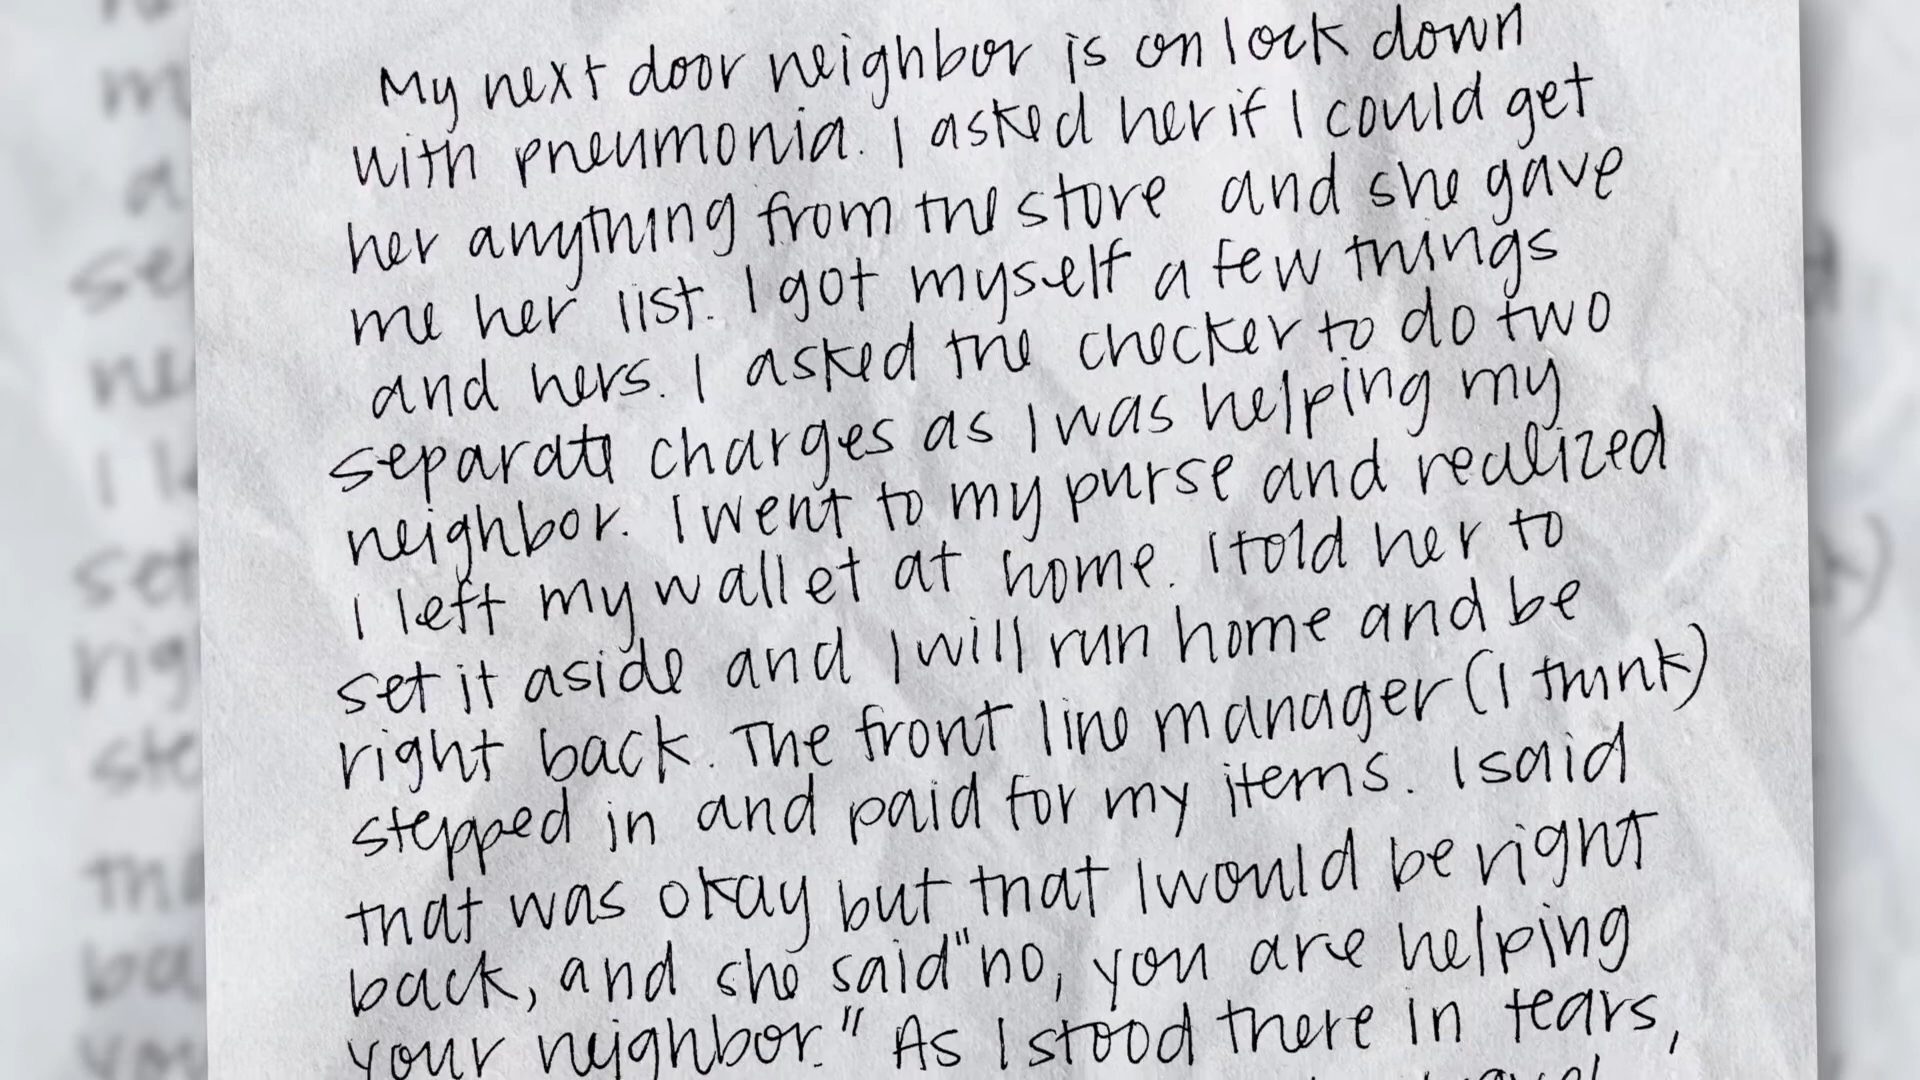 My next door neighbor is on lock down
with pneumonia. I asked her if I could get
her anything from the store and she gave
me her list. I got myself a few things
and hers. I asked the checker to do two
separate charges as I was helping my
neighbor. I went to my purse and realized
I left my wallet at home. I told her to
set it aside and I will run home and be
right back. The front line manager (I think)
stepped in and paid for my items. I said
that was okay but that I would be right
back, and she said "no, you are helping
your neighbor." As I stood there in tears,